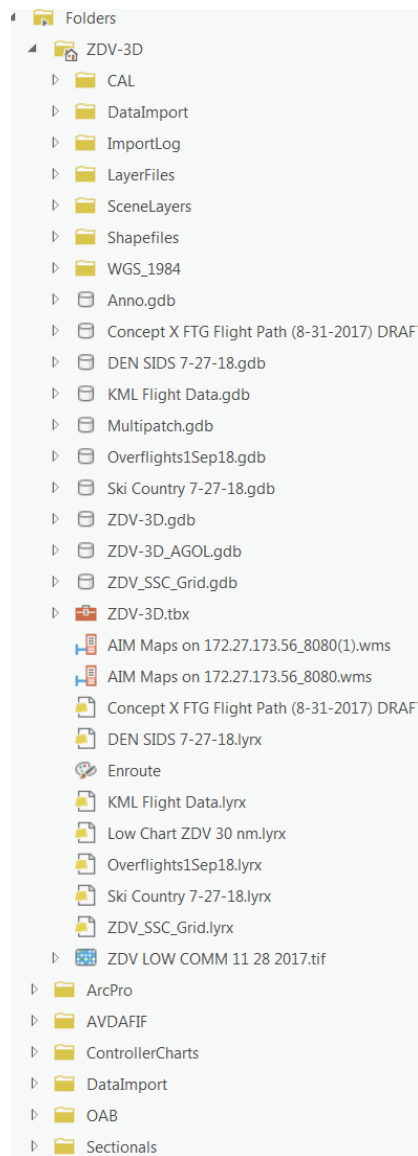 Folders
ZDV-3D
CAL
DataImport
ImportLog
LayerFiles
SceneLayers
Shapefiles
WGS_1984
Anno.gdb
Concept X FTG Flight Path (8-31-2017) DRAF
DEN SIDS 7-27-18.gdb
KML Flight Data.gdb
Multipatch.gdb
Overflights1Sep18.gdb
Ski Country 7-27-18.gdb
ZDV-3D.gdb
ZDV-3D_AGOL.gdb
ZDV_SSC_Grid.gdb
ZDV-3D.tbx
AIM Maps on 172.27.173.56_8080(1).wms
AIM Maps on 172.27.173.56_8080.wms
Concept X FTG Flight Path (8-31-2017) DRAF
DEN SIDS 7-27-18.lyrx
Enroute
KML Flight Data.lyrx
Low Chart ZDV 30 nm.lyrx
Overflights1Sep18.lyrx
Ski Country 7-27-18.lyrx
ZDV_SSC_Grid.lyrx
ZDV LOW COMM 11 28 2017.tif
ArcPro
AVDAFIF
ControllerCharts
DataImport
OAB
Sectionals